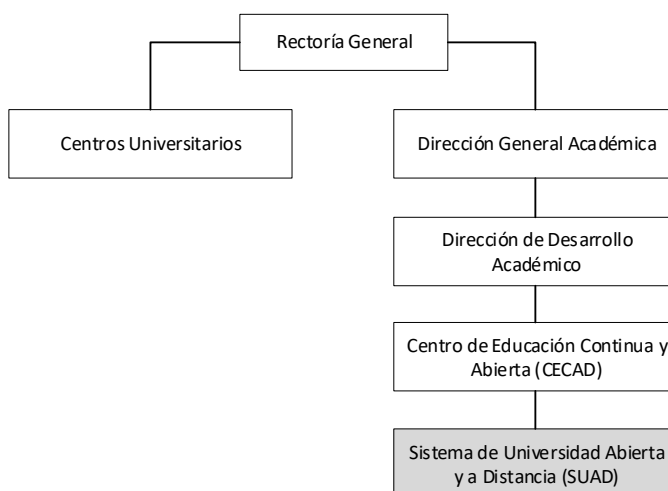 Rectoría General
Centros Universitarios
Dirección General Académica
Dirección de Desarrollo
Académico
Centro de Educación Continua y
Abierta (CECAD)
Sistema de Universidad Abierta
y a Distancia (SUAD)